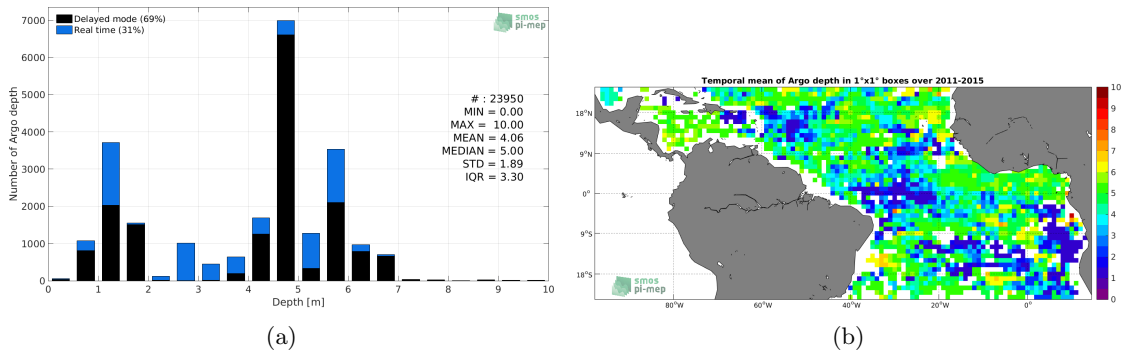 Delayed mode (69%)
Real time (31%)
smos
pi-mep
7000
6000
5000
4000
3000
2000
1000
0
Number of Argo depth
# : 23950
MIN = 0.00
MAX = 10.00
MEAN = 4.06
MEDIAN = 5.00
STD = 1.89
IQR = 3.30
0 1 2 3 4 5 6 7 8 9 10
Depth [m]
(a)
Temporal mean of Argo depth in 1°x1° boxes over 2011-2015
18°N
9°N
0°
9°S
18°S
80°W 60°W 40°W 20°W 0°
smos
pi-mep
10
9
8
7
6
5
4
3
2
1
0
(b)